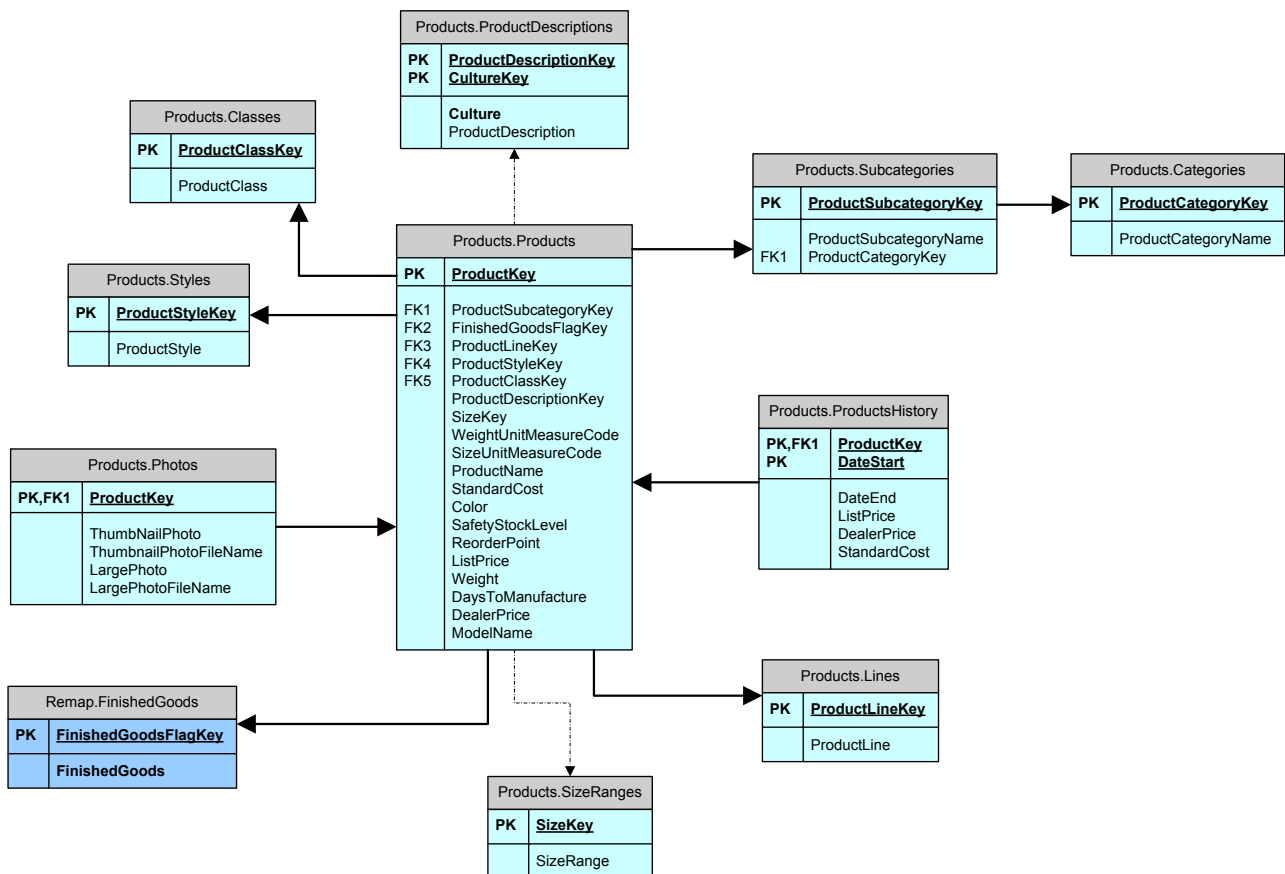 Products.ProductDescriptions
PK ProductDescriptionKey
PK CultureKey
Culture
ProductDescription
Products.Classes
PK ProductClassKey
ProductClass
Products.Subcategories
PK ProductSubcategoryKey
ProductSubcategoryName
FK1 ProductCategoryKey
Products.Categories
PK ProductCategoryKey
ProductCategoryName
Products.Products
PK ProductKey
FK1 ProductSubcategoryKey
FK2 FinishedGoodsFlagKey
FK3 ProductLineKey
FK4 ProductStyleKey
FK5 ProductClassKey
ProductDescriptionKey
SizeKey
WeightUnitMeasureCode
SizeUnitMeasureCode
ProductName
StandardCost
Color
SafetyStockLevel
ReorderPoint
ListPrice
Weight
DaysToManufacture
DealerPrice
ModelName
Products.Styles
PK ProductStyleKey
ProductStyle
Products.ProductsHistory
PK,FK1 ProductKey
PK DateStart
DateEnd
ListPrice
DealerPrice
StandardCost
Products.Photos
PK,FK1 ProductKey
ThumbNailPhoto
ThumbnailPhotoFileName
LargePhoto
LargePhotoFileName
Remap.FinishedGoods
PK FinishedGoodsFlagKey
FinishedGoods
Products.Lines
PK ProductLineKey
ProductLine
Products.SizeRanges
PK SizeKey
SizeRange